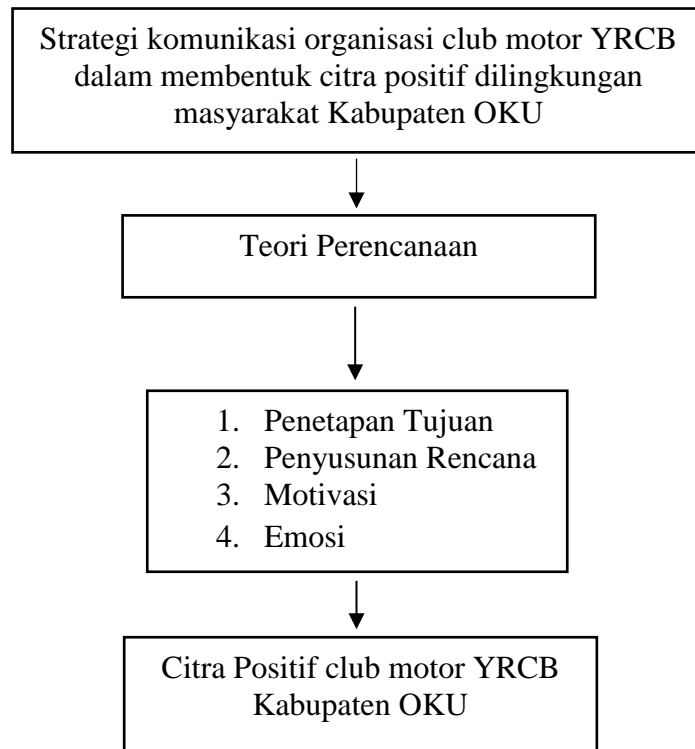 Strategi komunikasi organisasi club motor YRCB
dalam membentuk citra positif dilingkungan
masyarakat Kabupaten OKU
Teori Perencanaan
1. Penetapan Tujuan
2. Penyusunan Rencana
3. Motivasi
4. Emosi
Citra Positif club motor YRCB
Kabupaten OKU